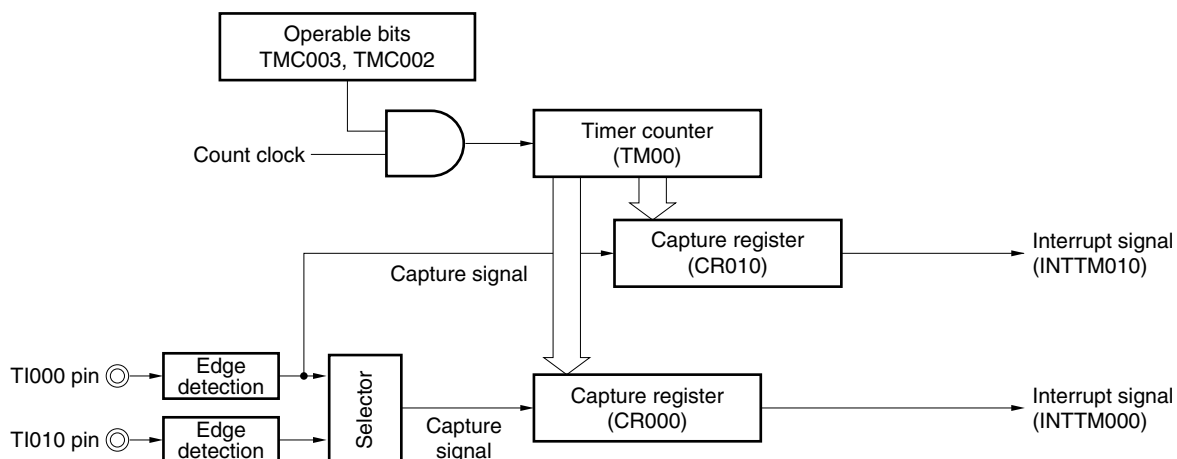 Operable bits
TMC003, TMC002
Count clock
Timer counter
(TM00)
Capture register
(CR010)
Interrupt signal
(INTTM010)
Capture signal
TI000 pin
Edge
detection
Selector
Capture register
(CR000)
Interrupt signal
(INTTM000)
TI010 pin
Edge
detection
Capture
signal